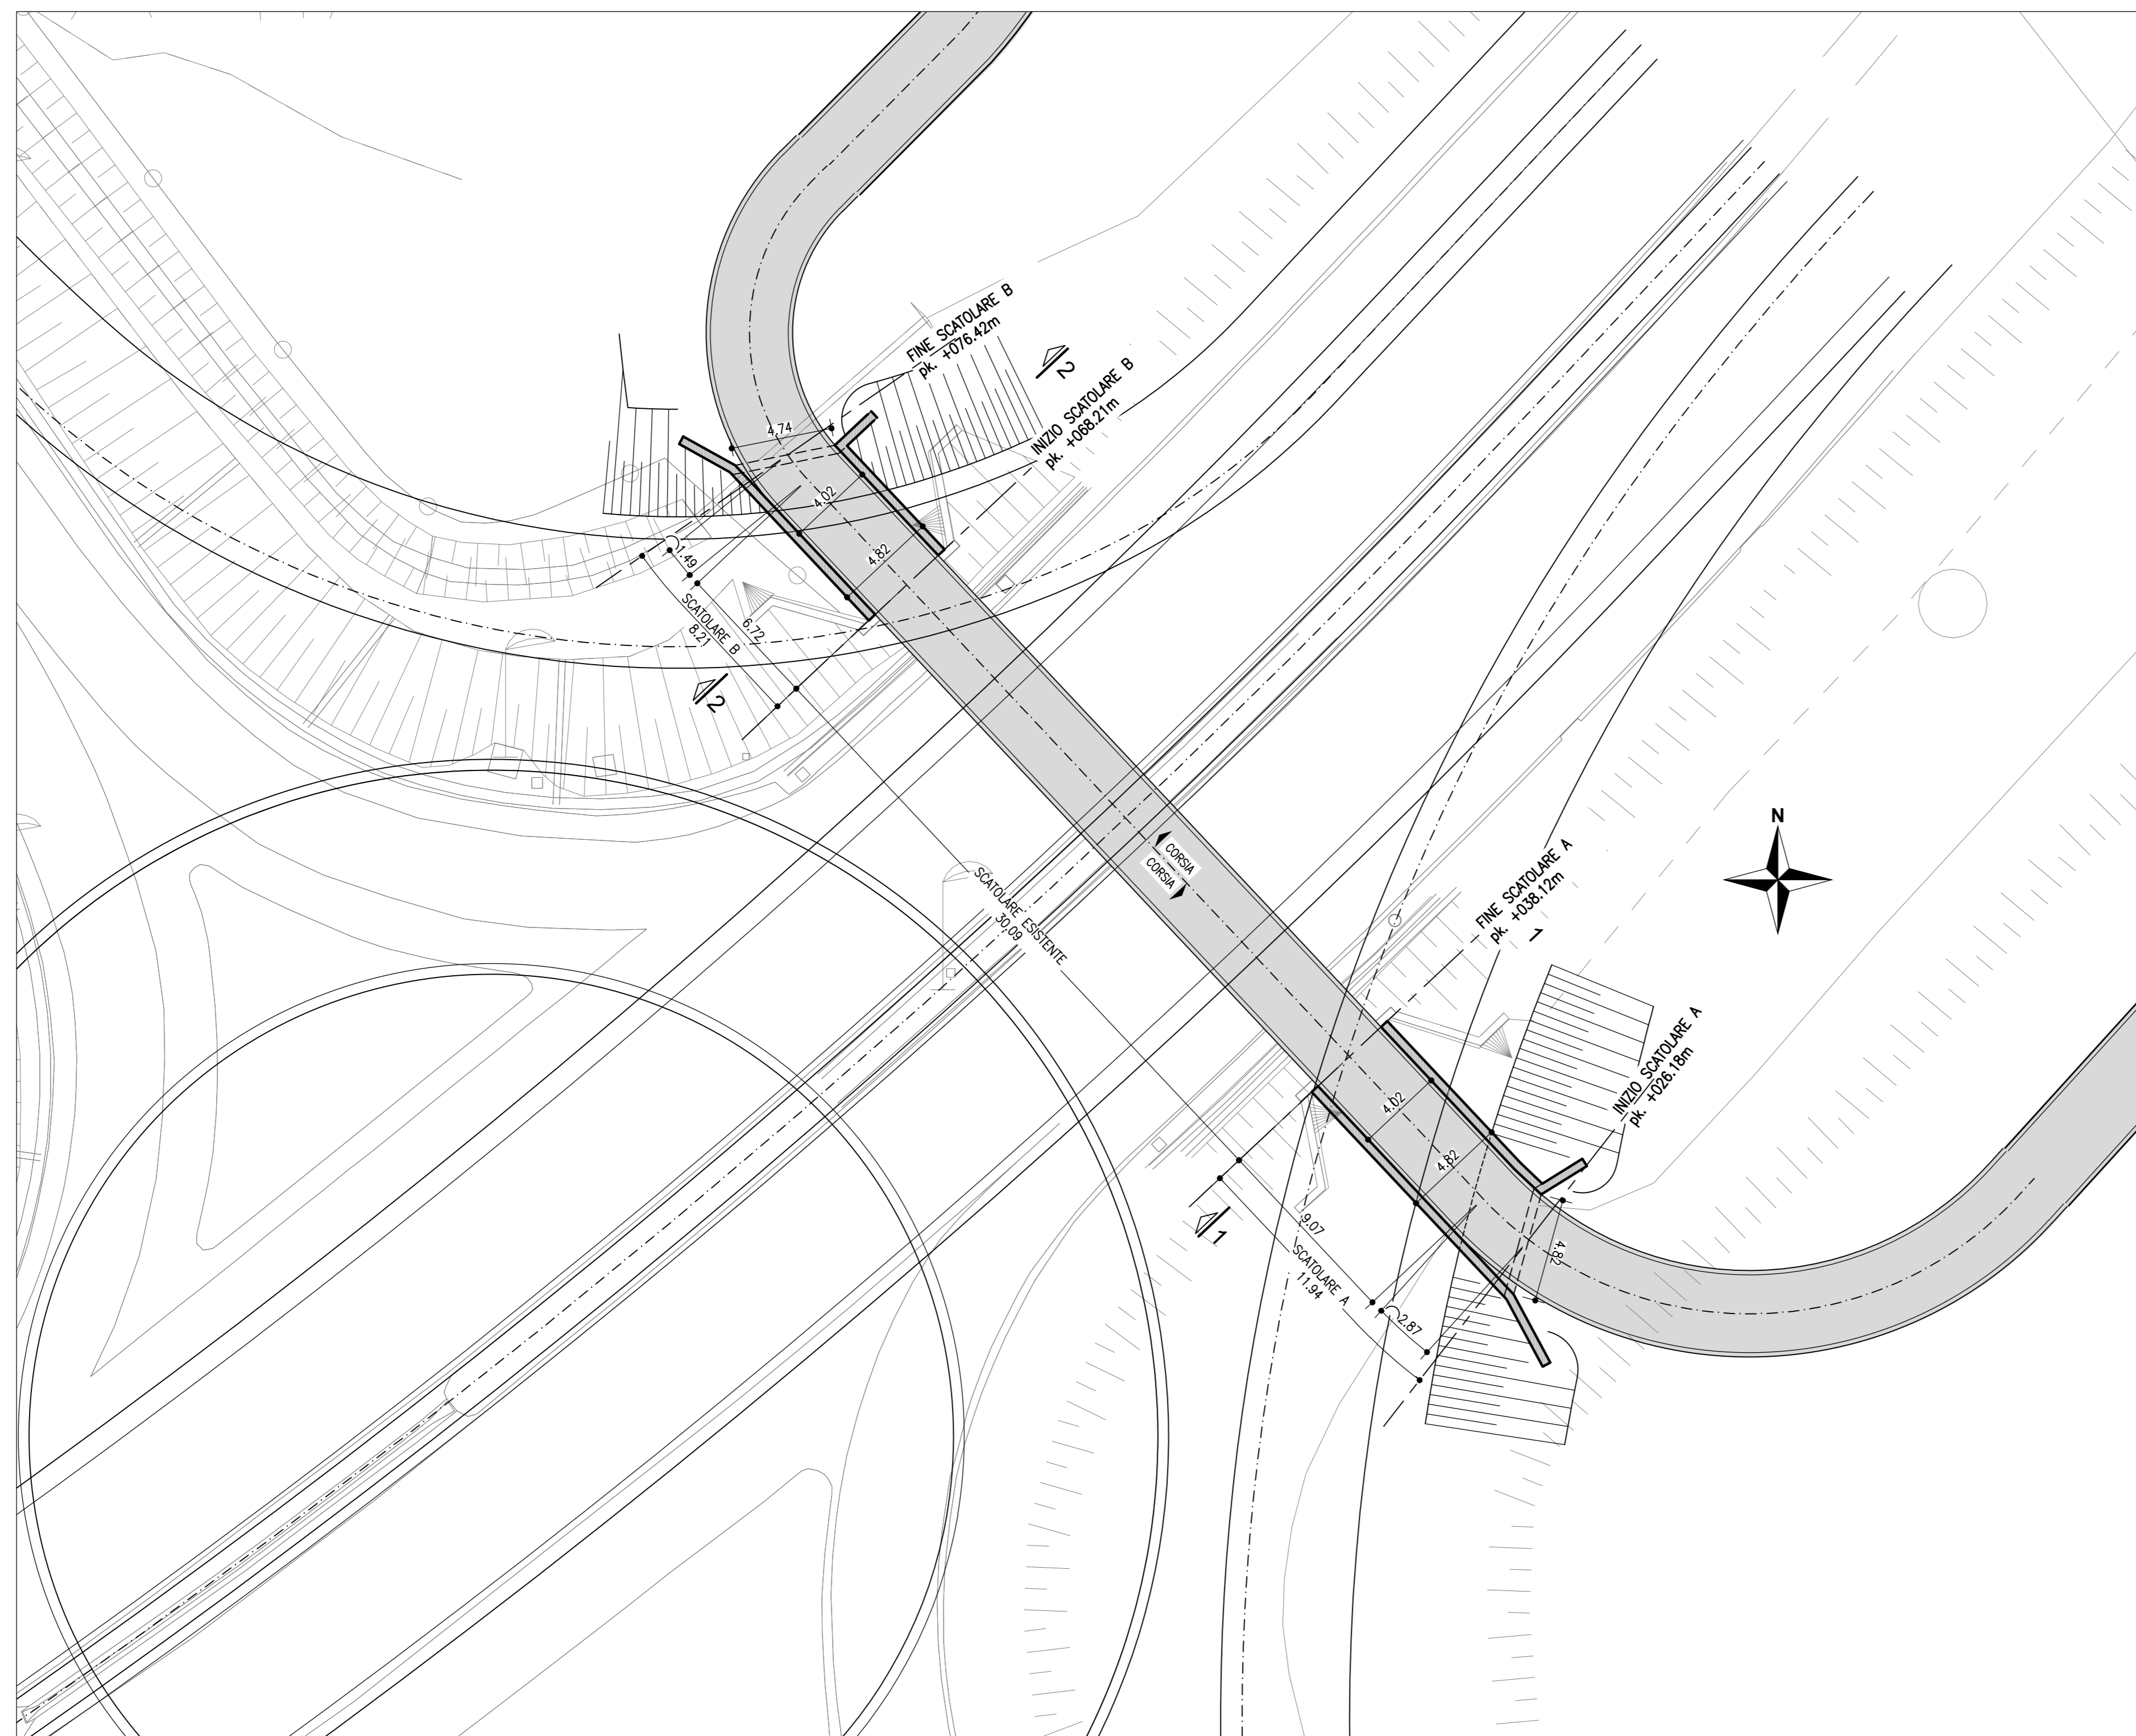 FINE SCATOLARE B
pk. +076.42m
2
INIZIO SCATOLARE B
pk. +068.21m
4.74
4.02
4.82
1.49
6.72
SCATOLARE B
8.21
2
N
CORSIA
CORSIA
SCATOLARE ESISTENTE
30.09
FINE SCATOLARE A
pk. +038.12m
1
INIZIO SCATOLARE A
pk. +026.18m
4.02
4.82
4.82
1
9.07
SCATOLARE A
11.94
2.87